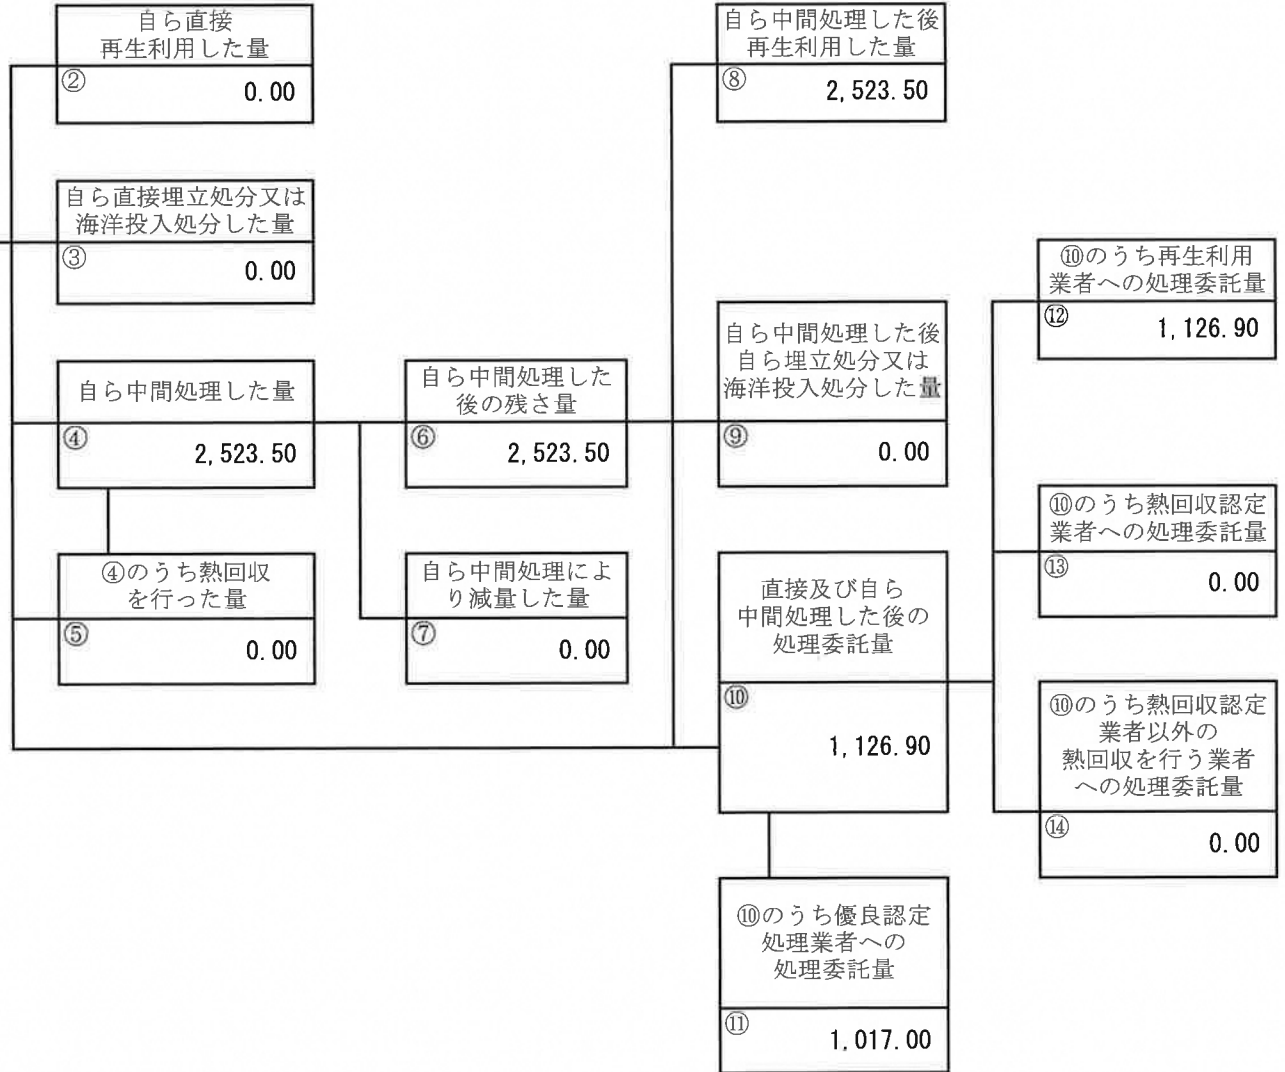 自ら直接
再生利用した量
②
0.00
自ら直接埋立処分又は
海洋投入処分した量
③
0.00
自ら中間処理した量
④
2,523.50
④のうち熱回収
を行った量
⑤
0.00
自ら中間処理した
後の残さ量
⑥
2,523.50
自ら中間処理によ
り減量した量
⑦
0.00
自ら中間処理した後
再生利用した量
⑧
2,523.50
自ら中間処理した後
自ら埋立処分又は
海洋投入処分した量
⑨
0.00
直接及び自ら
中間処理した後の
処理委託量
⑩
1,126.90
⑩のうち優良認定
処理業者への
処理委託量
⑪
1,017.00
⑩のうち再生利用
業者への処理委託量
⑫
1,126.90
⑩のうち熱回収認定
業者への処理委託量
⑬
0.00
⑩のうち熱回収認定
業者以外の
熱回収を行う業者
への処理委託量
⑭
0.00